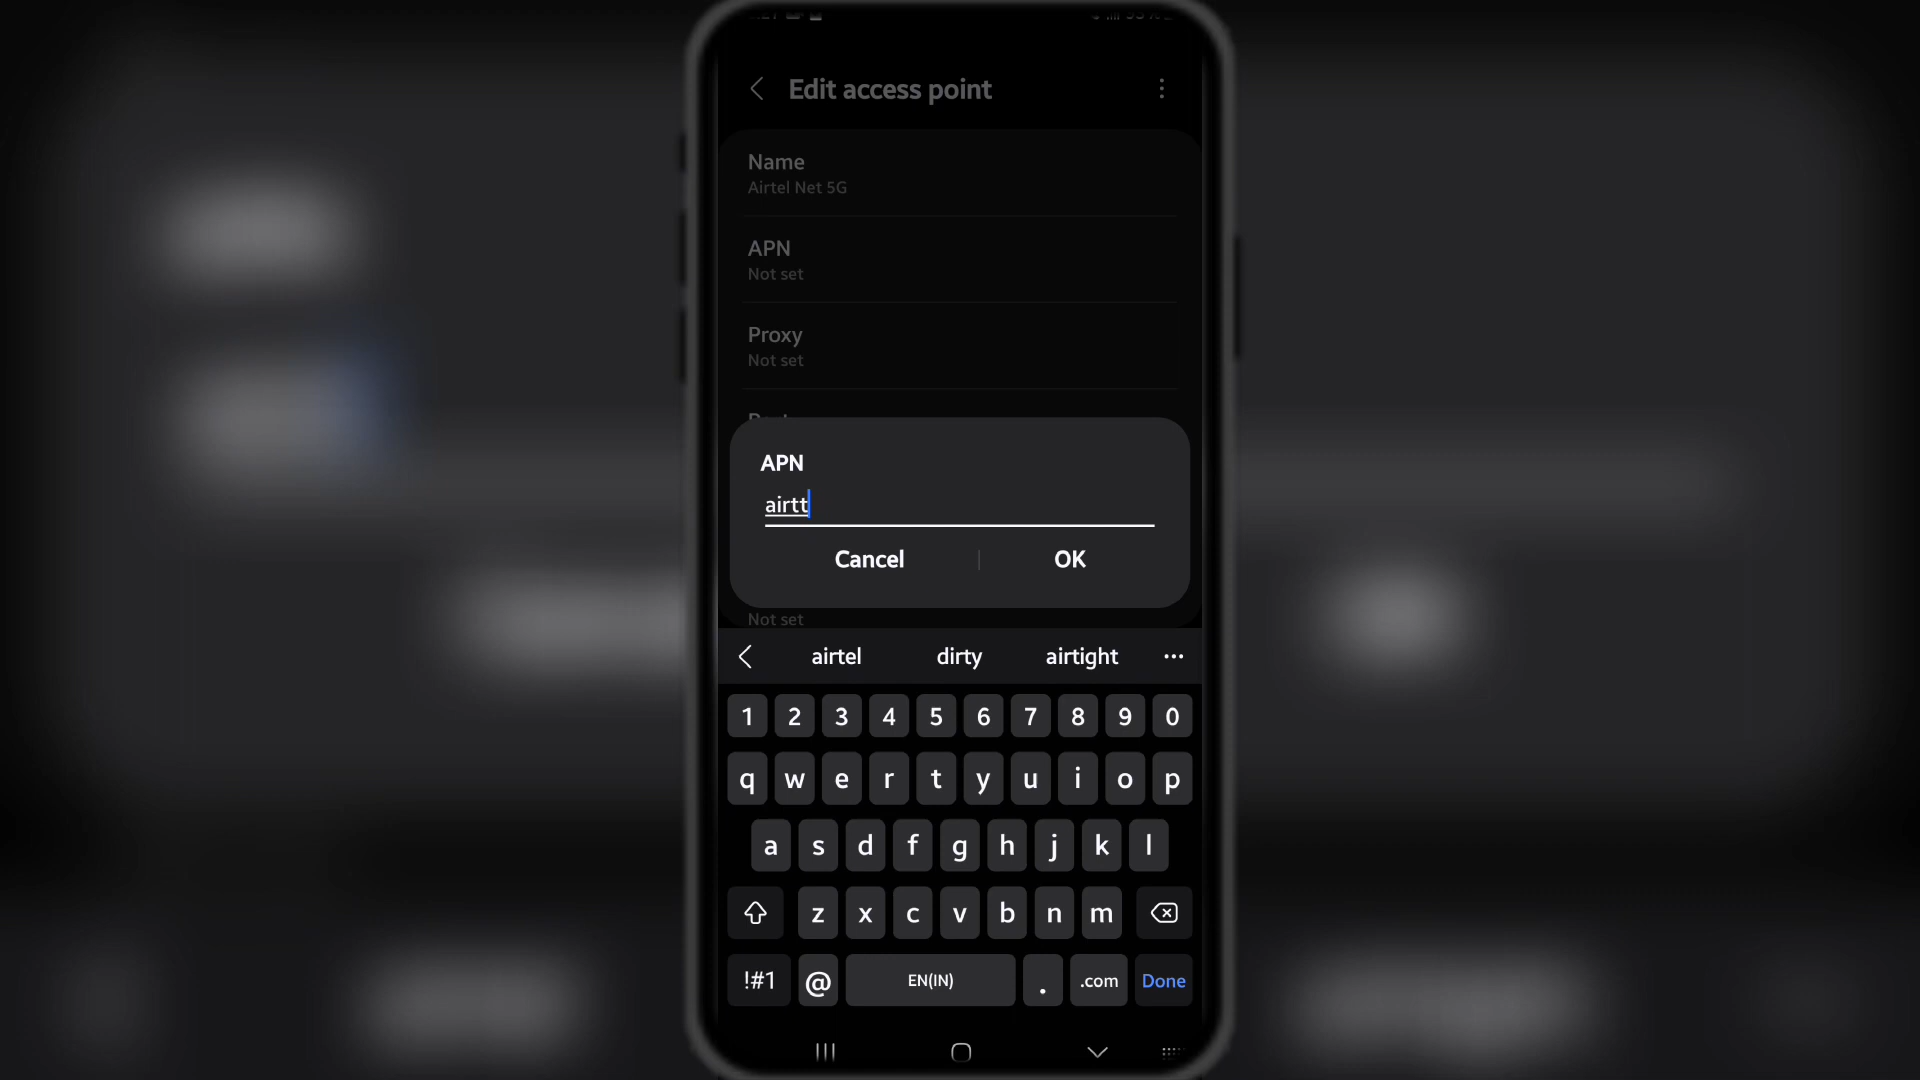 Edit access point
Name
Airtel Net 5G
APN
Not set
Proxy
Not set
APN
airtt
Cancel OK
Not set
airtel dirty airtight
1 2 3 4 5 6 7 8 9 0
q w e r t y u i o p
a s d f g h j k l
z x c v b n m
!#1 @ EN(IN) . .com Done